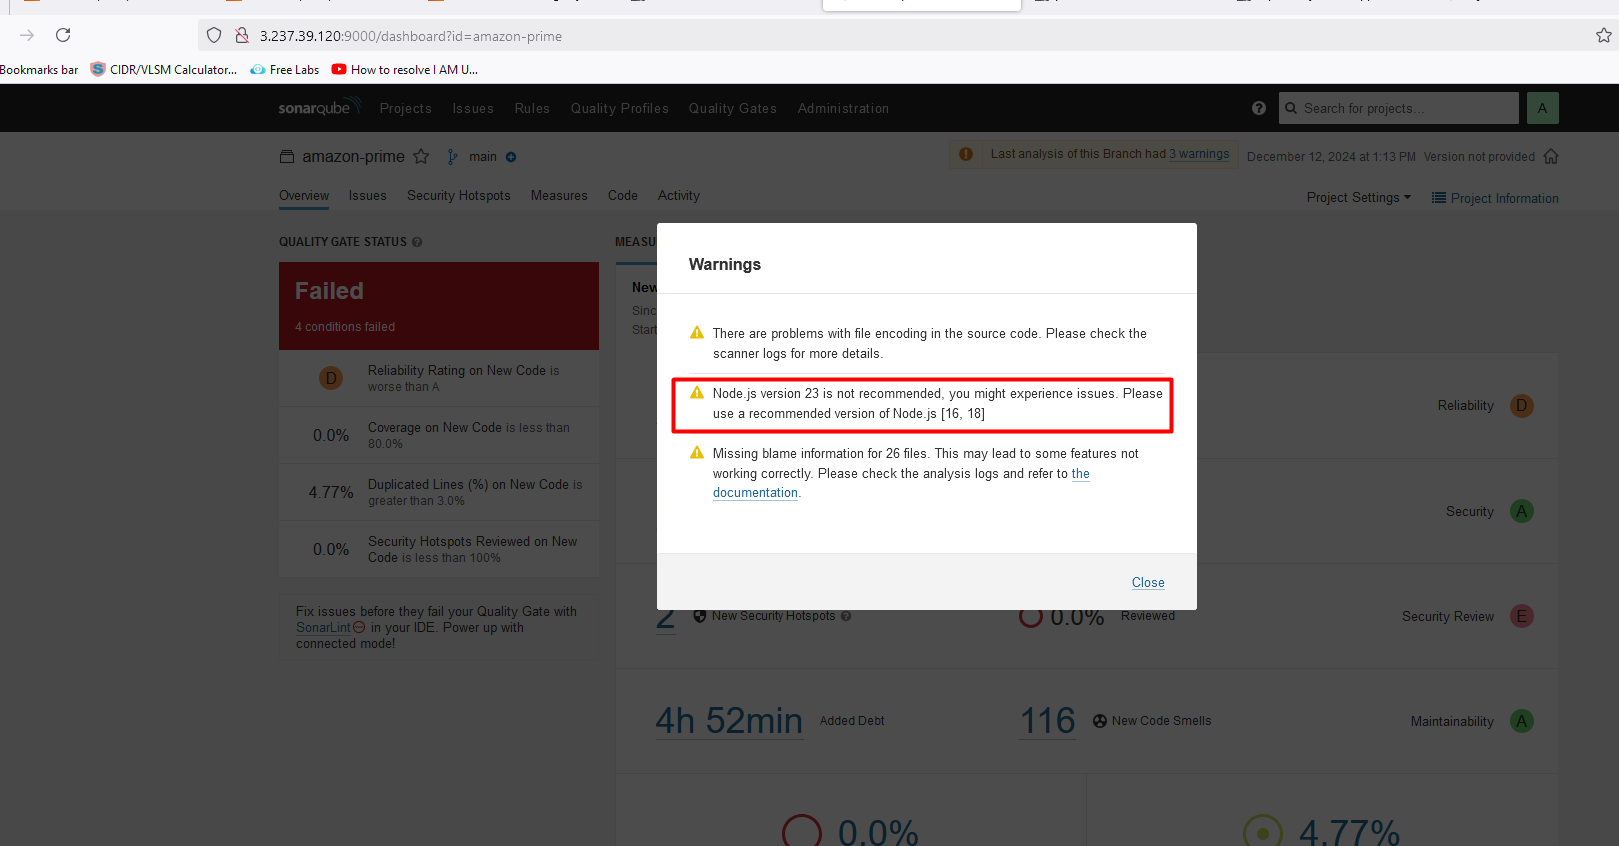 3.237.39.120:9000/dashboard?id=amazon-prime
Bookmarks bar
S CIDR/VLSM Calculator...
Free Labs
How to resolve I AM U...
sonarqube
Projects
Issues
Rules
Quality Profiles
Quality Gates
Administration
Search for projects...
A
amazon-prime
main
Last analysis of this Branch had 3 warnings
December 12, 2024 at 1:13 PM
Version not provided
Overview
Issues
Security Hotspots
Measures
Code
Activity
Project Settings
Project Information
QUALITY GATE STATUS
Failed
4 conditions failed
D
Reliability Rating on New Code is
worse than A
0.0%
Coverage on New Code is less than
80.0%
4.77%
Duplicated Lines (%) on New Code is
greater than 3.0%
0.0%
Security Hotspots Reviewed on New
Code is less than 100%
Fix issues before they fail your Quality Gate with
SonarLint in your IDE. Power up with
connected mode!
MEASU
New
Sinc
Start
Warnings
There are problems with file encoding in the source code. Please check the
scanner logs for more details.
Node.js version 23 is not recommended, you might experience issues. Please
use a recommended version of Node.js [16, 18]
Missing blame information for 26 files. This may lead to some features not
working correctly. Please check the analysis logs and refer to the
documentation.
Close
Reliability
D
Security
A
2
New Security Hotspots
0.0%
Reviewed
Security Review
E
4h 52min
Added Debt
116
New Code Smells
Maintainability
A
0.0%
4.77%